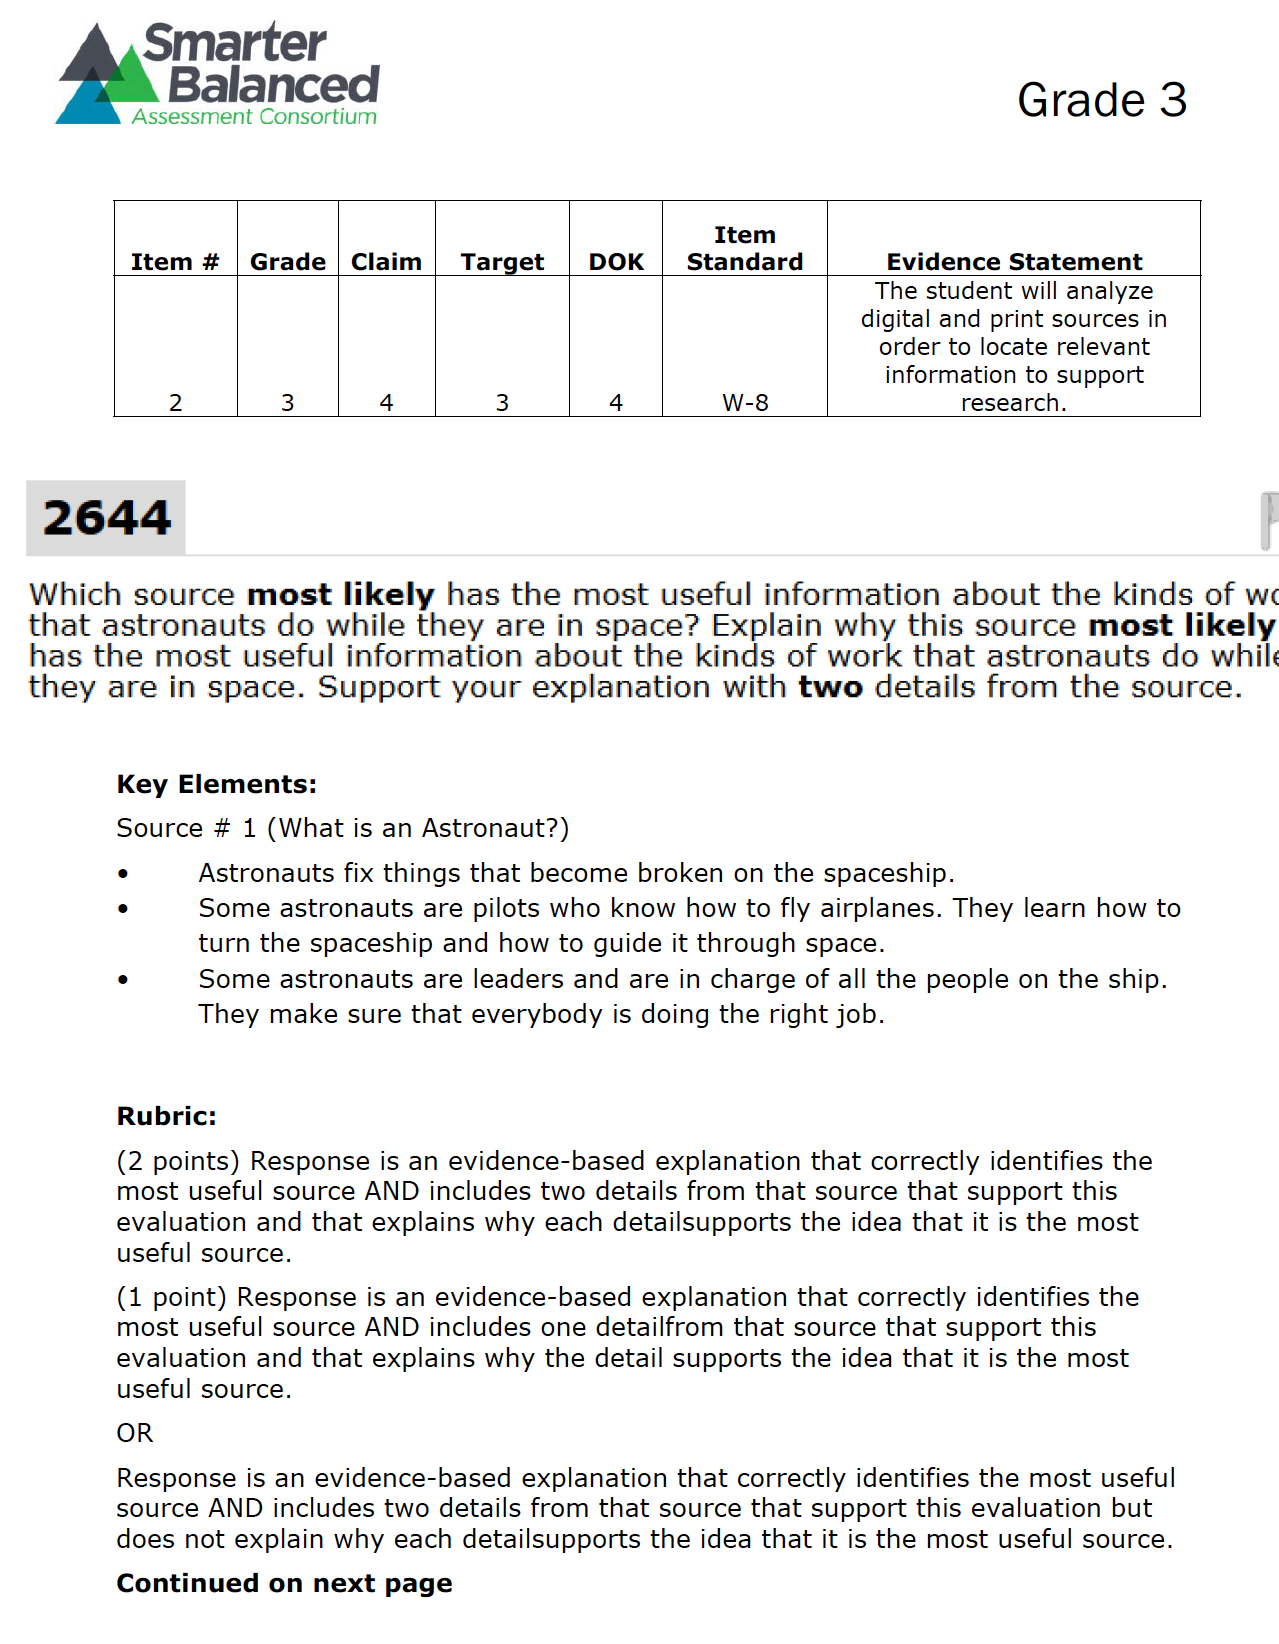 Smarter
Balanced
Assessment Consortium
Grade 3
Item #
Grade
Claim
Target
DOK
Item
Standard
Evidence Statement
2
3
4
3
4
W-8
The student will analyze
digital and print sources in
order to locate relevant
information to support
research.
2644
Which source most likely has the most useful information about the kinds of wo
that astronauts do while they are in space? Explain why this source most likely
has the most useful information about the kinds of work that astronauts do while
they are in space. Support your explanation with two details from the source.
Key Elements:
Source # 1 (What is an Astronaut?)
• Astronauts fix things that become broken on the spaceship.
• Some astronauts are pilots who know how to fly airplanes. They learn how to
turn the spaceship and how to guide it through space.
• Some astronauts are leaders and are in charge of all the people on the ship.
They make sure that everybody is doing the right job.
Rubric:
(2 points) Response is an evidence-based explanation that correctly identifies the
most useful source AND includes two details from that source that support this
evaluation and that explains why each detailsupports the idea that it is the most
useful source.
(1 point) Response is an evidence-based explanation that correctly identifies the
most useful source AND includes one detailfrom that source that support this
evaluation and that explains why the detail supports the idea that it is the most
useful source.
OR
Response is an evidence-based explanation that correctly identifies the most useful
source AND includes two details from that source that support this evaluation but
does not explain why each detailsupports the idea that it is the most useful source.
Continued on next page